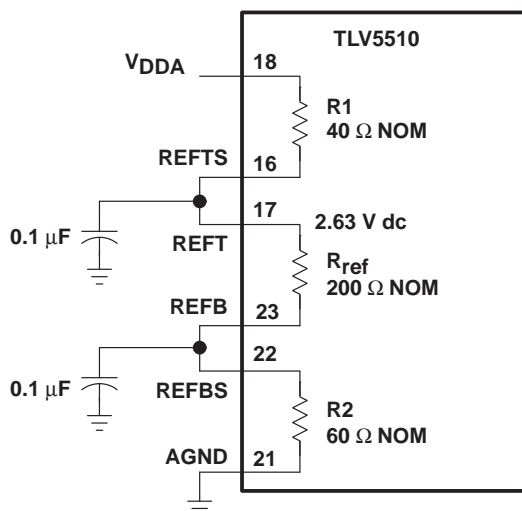 TLV5510
VDDA
18
R1
40 Ω NOM
REFTS
16
17
2.63 V dc
0.1 μF
REFT
Rref
200 Ω NOM
REFB
23
22
0.1 μF
REFBS
R2
60 Ω NOM
AGND
21